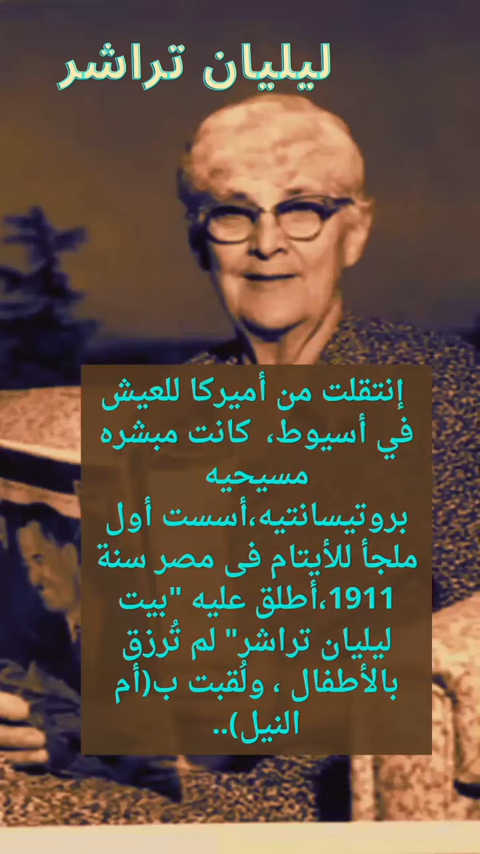 ليليان تراشر
إنتقلت من أميركا للعيش
في أسيوط، كانت مبشره
مسيحيه
بروتيسانتيه،أسست أول
ملجأ للأيتام فى مصر سنة
1911،أطلق عليه "بيت
ليليان تراشر" لم تُرزق
بالأطفال ، ولُقبت ب(أم
النيل)..